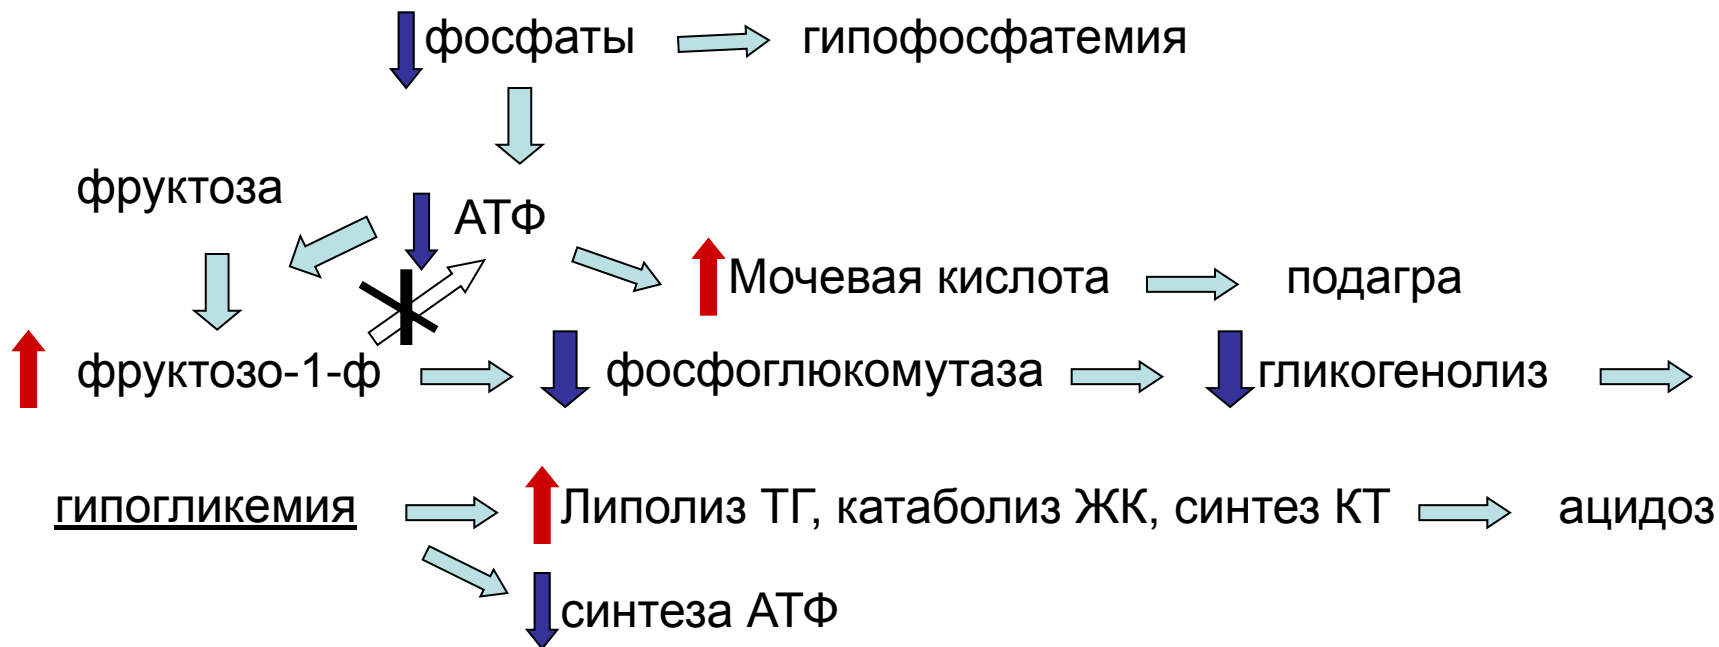 фосфаты гипофосфатемия
фруктоза АТФ
Мочевая кислота подагра
фруктозо-1-ф фосфоглюкомутаза гликогенолиз
гипогликемия Липолиз ТГ, катаболиз ЖК, синтез КТ ацидоз
синтеза АТФ